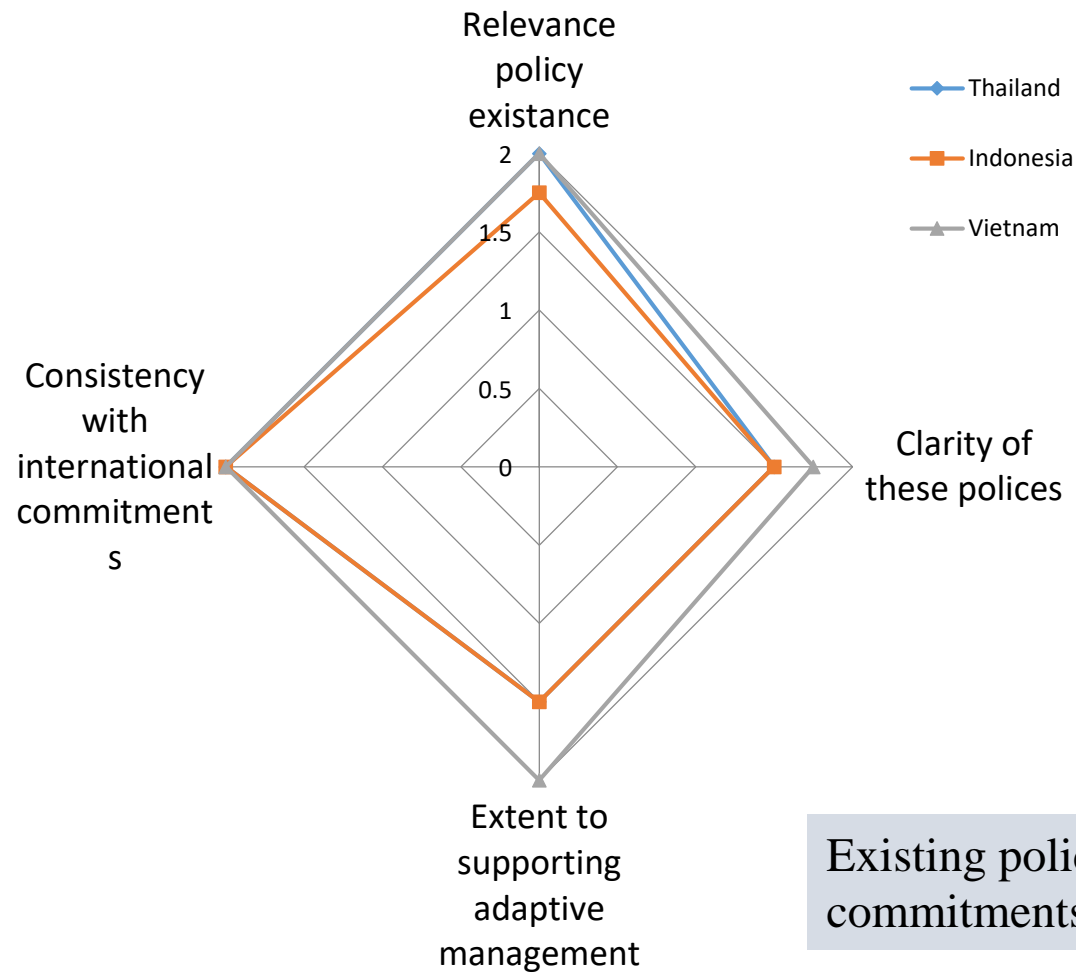 Relevance
policy
existance
Thailand
Indonesia
Vietnam
2
1.5
1
0.5
0
Consistency
with
international
commitment
s
Clarity of
these polices
Extent to
supporting
adaptive
management
Existing
commitments